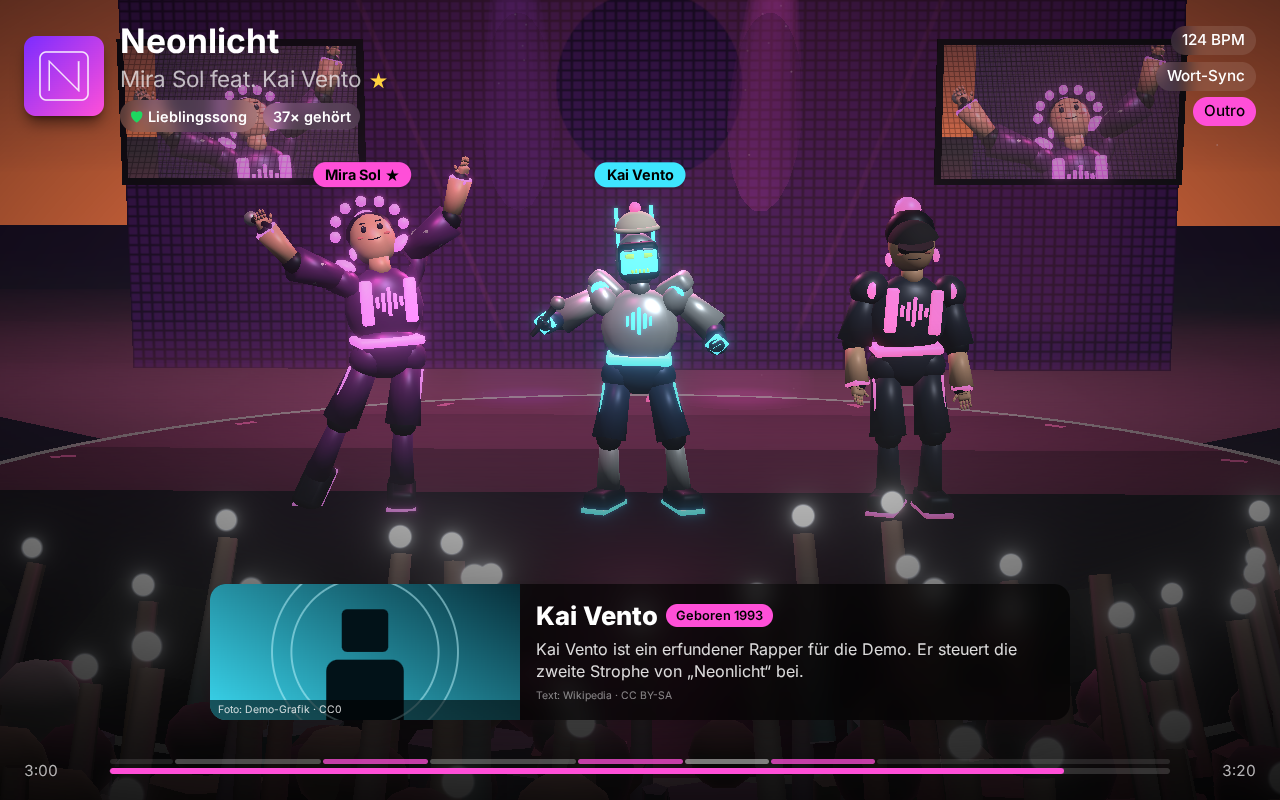 N
Neonlicht
Mira Sol feat. Kai Vento ★
Lieblingssong
37× gehört
124 BPM
Wort-Sync
Outro
Mira Sol ★
Kai Vento
Kai Vento
Geboren 1993
Kai Vento ist ein erfundener Rapper für die Demo. Er steuert die
zweite Strophe von „Neonlicht“ bei.
Text: Wikipedia · CC BY-SA
Foto: Demo-Grafik · CC0
3:00
3:20